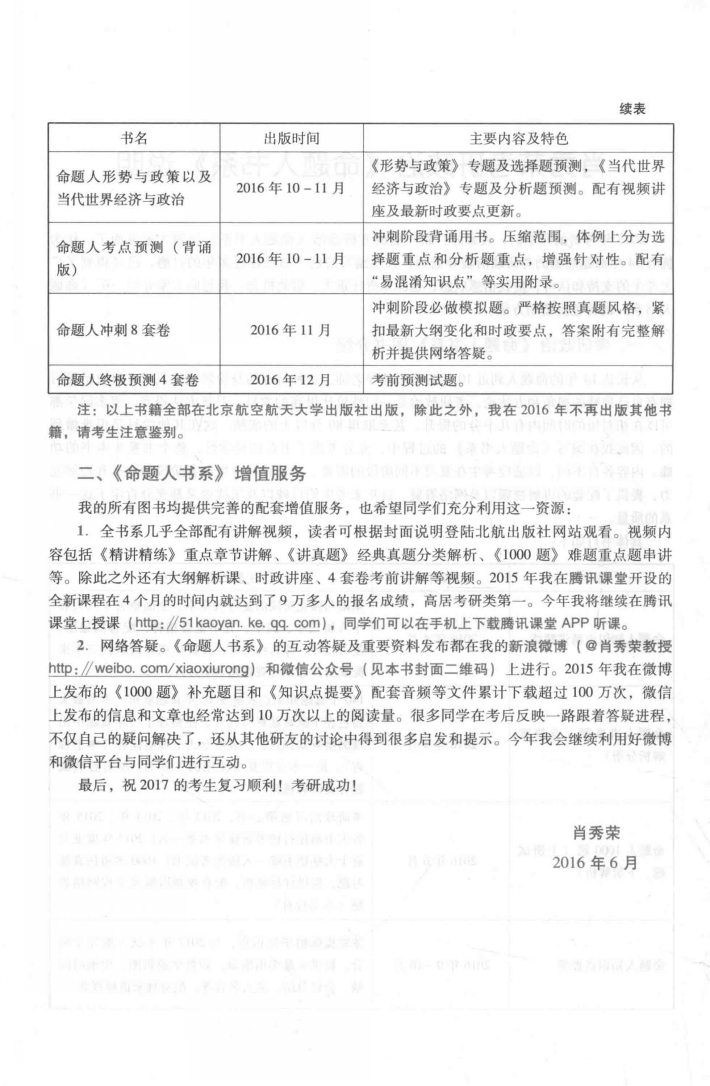 续表
书名 出版时间 主要内容及特色
命题人形势与政策以及
当代世界经济与政治
2016 年 10 －11 月
《形势与政策》专题及选择题预测，《当代世界
经济与政治》专题及分析题预测。配有视频讲
座及最新时政要点更新。
命题人考点预测（背诵
版）
2016 年 10 －11 月
冲刺阶段背诵用书。压缩范围，体例上分为选
择题重点和分析题重点，增强针对性。配有
“易混淆知识点”等实用附录。
命题人冲刺 8 套卷
2016 年 11 月
冲刺阶段必做模拟题。严格按照真题风格，紧
扣最新大纲变化和时政要点，答案附有完整解
析并提供网络答疑。
命题人终极预测 4 套卷 2016 年 12 月 考前预测试题。
注：以上书籍全部在北京航空航天大学出版社出版，除此之外，我在 2016 年不再出版其他书
籍，请考生注意鉴别。
二、《命题人书系》增值服务
我的所有图书均提供完善的配套增值服务，也希望同学们充分利用这一资源：
1. 全书系几乎全部配有讲解视频，读者可根据封面说明登陆北航出版社网站观看。视频内
容包括《精讲精练》重点章节讲解、《讲真题》经典真题分类解析、《1000 题》难题重点题串讲
等。除此之外还有大纲解析课、时政讲座、4 套卷考前讲解等视频。2015 年我在腾讯课堂开设的
全新课程在 4 个月的时间内就达到了 9 万多人的报名成绩，高居考研类第一。今年我将继续在腾讯
课堂上授课（http: //51kaoyan. ke. qq. com），同学们可以在手机上下载腾讯课堂 APP 听课。
2. 网络答疑。《命题人书系》的互动答疑及重要资料发布都在我的新浪微博（@肖秀荣教授
http: //weibo. com/xiaoxiurong）和微信公众号（见本书封面二维码）上进行。2015 年我在微博
上发布的《1000 题》补充题目和《知识点提要》配套音频等文件累计下载超过 100 万次，微信
上发布的信息和文章也经常达到 10 万次以上的阅读量。很多同学在考后反映一路跟着答疑进程，
不仅自己的疑问解决了，还从其他研友的讨论中得到很多启发和提示。今年我会继续利用好微博
和微信平台与同学们进行互动。
最后，祝 2017 的考生复习顺利！考研成功！
肖秀荣
2016 年 6 月